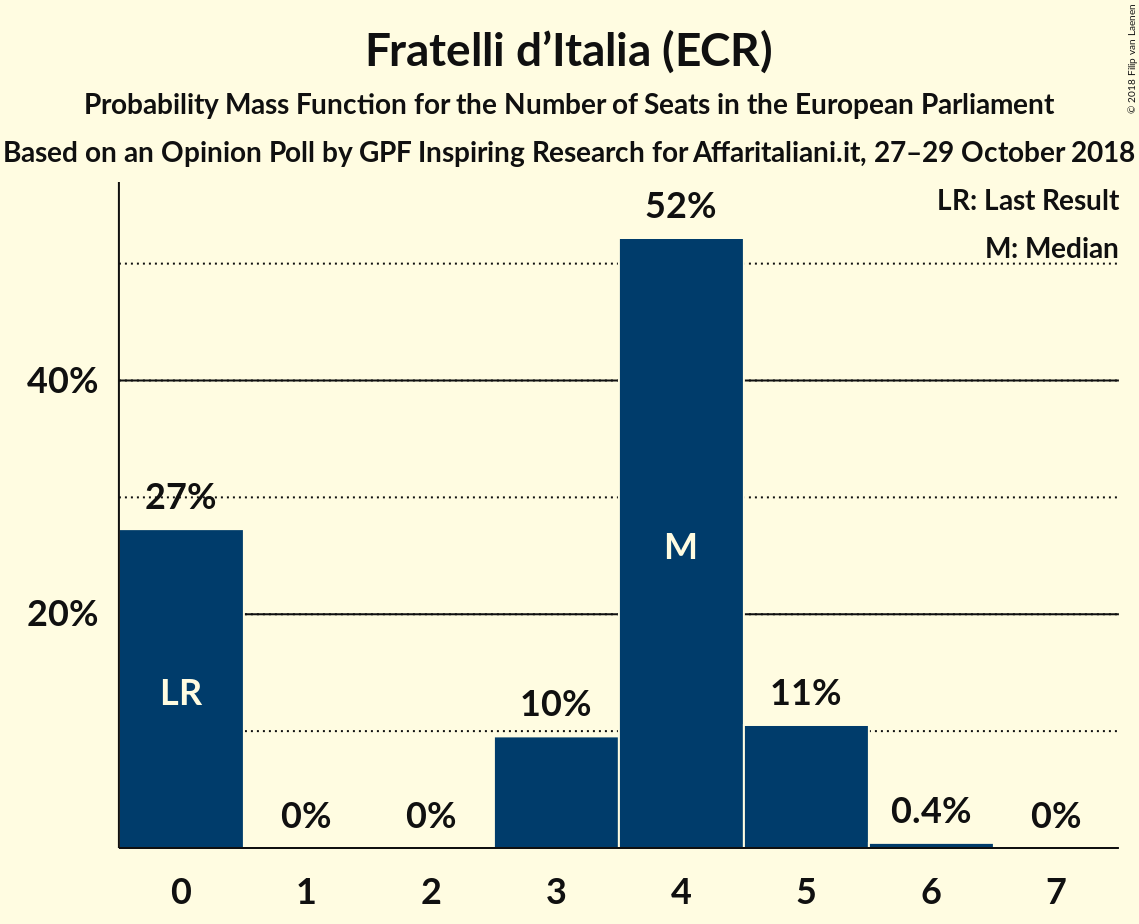 Fratelli d’Italia (ECR)
Probability Mass Function for the Number of Seats in the European Parliament
Based on an Opinion Poll by GPF Inspiring Research for Affaritaliani.it, 27–29 October 2018
© 2018 Filip van Laenen
LR: Last Result
M: Median
52%
40%
27%
M
20%
LR
10%
11%
0%
0%
0.4%
0%
0 1 2 3 4 5 6 7